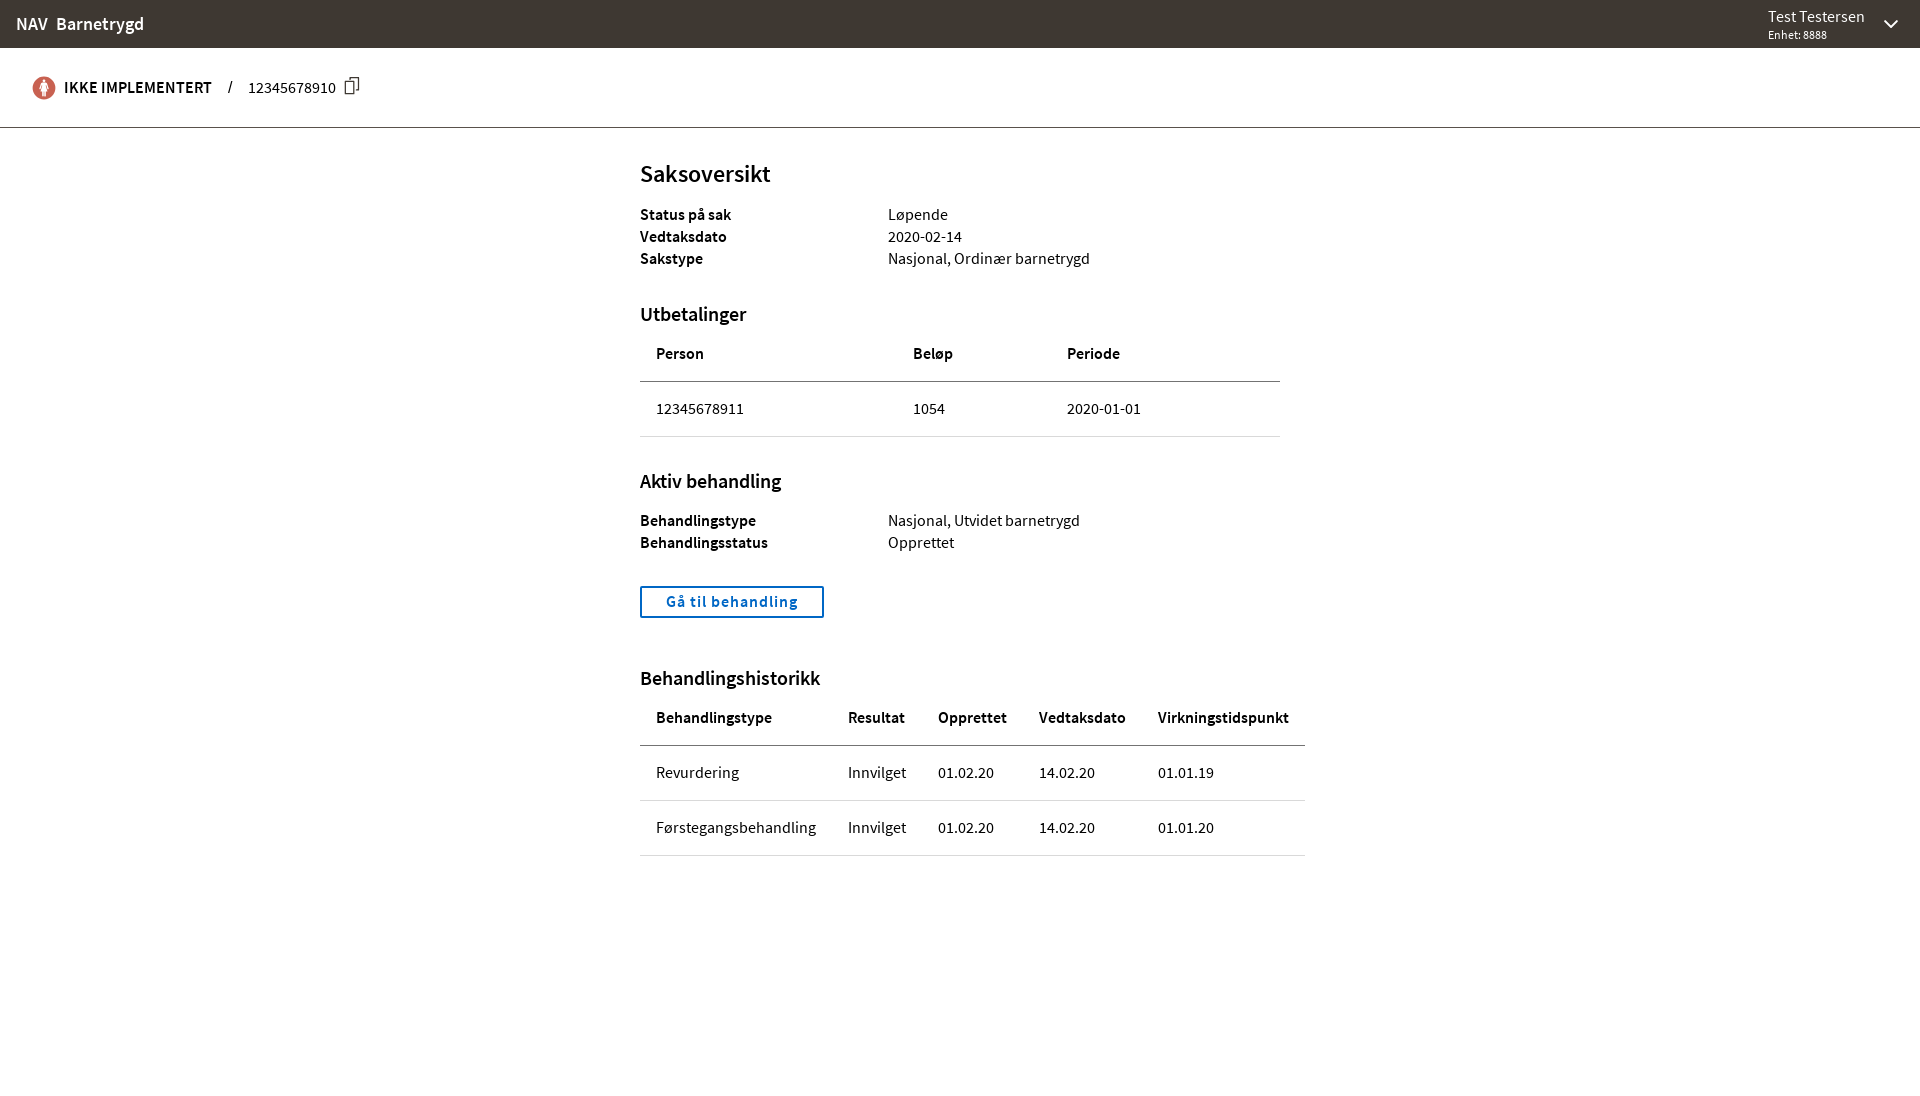 NAV Barnetrygd
Test Testersen
Enhet: 8888
IKKE IMPLEMENTERT / 12345678910
Saksoversikt
Status på sak Løpende
Vedtaksdato 2020-02-14
Sakstype Nasjonal, Ordinær barnetrygd
Utbetalinger
Person Beløp Periode
12345678911 1054 2020-01-01
Aktiv behandling
Behandlingstype Nasjonal, Utvidet barnetrygd
Behandlingsstatus Opprettet
Gå til behandling
Behandlingshistorikk
Behandlingstype Resultat Opprettet Vedtaksdato Virkningstidspunkt
Revurdering Innvilget 01.02.20 14.02.20 01.01.19
Førstegangsbehandling Innvilget 01.02.20 14.02.20 01.01.20